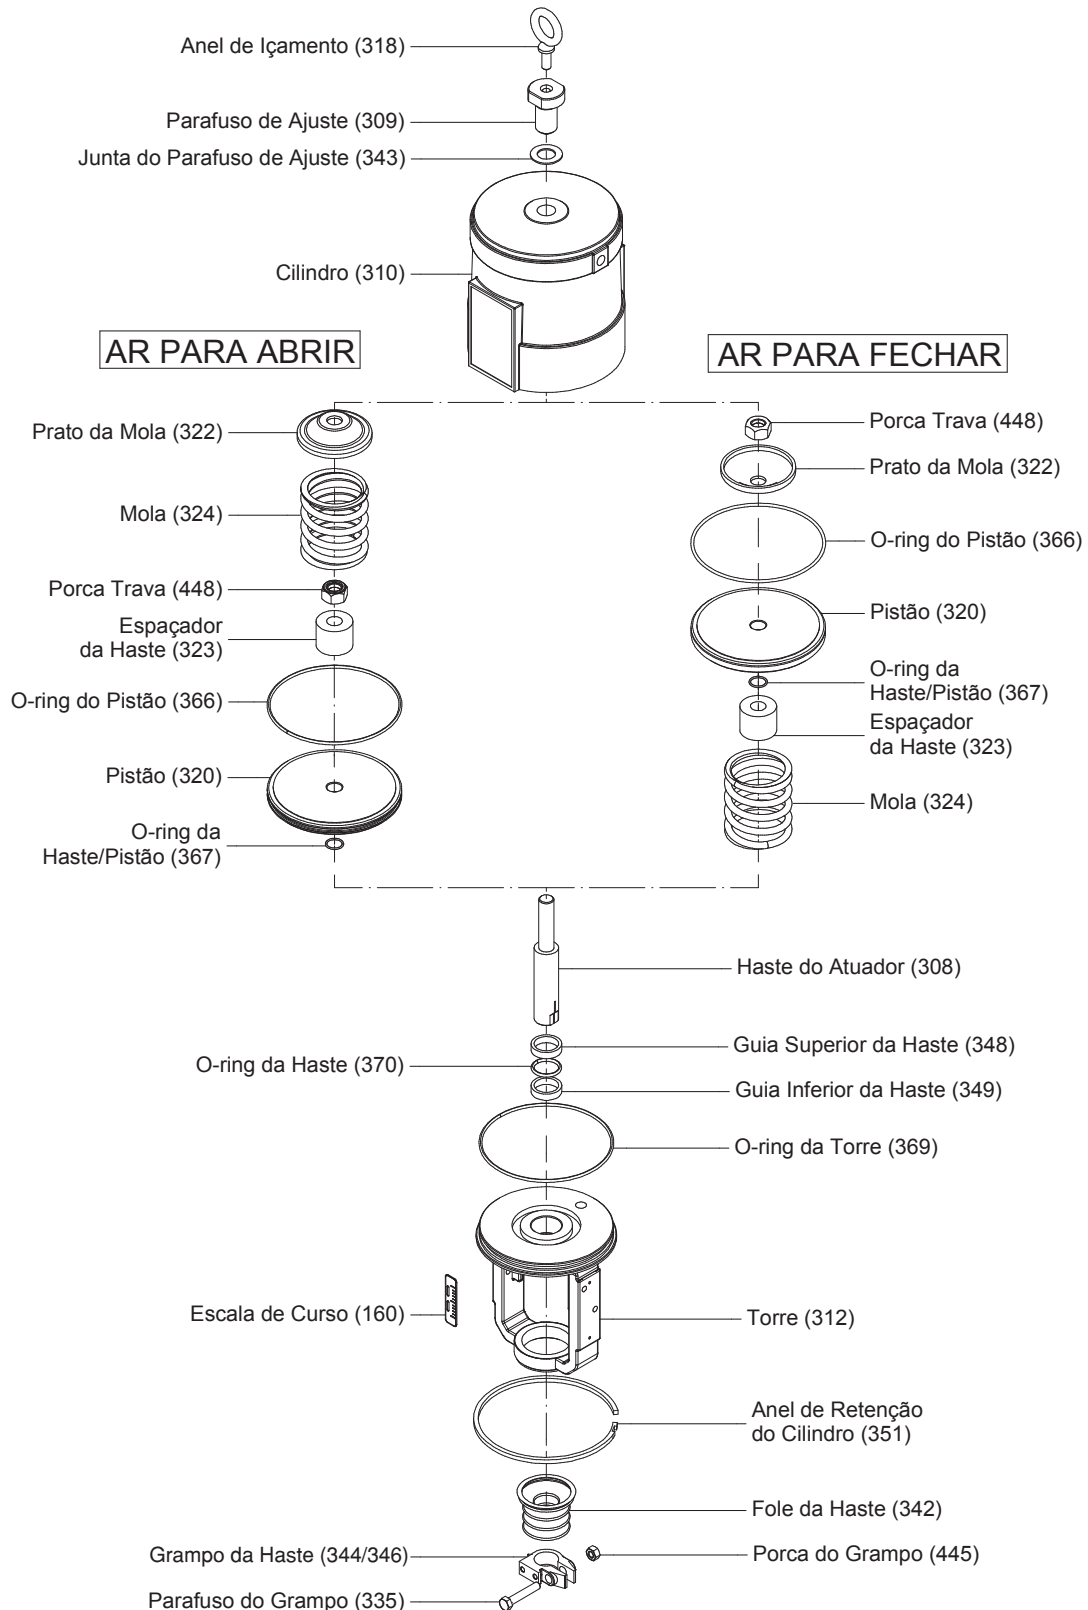 Anel de Içamento (318)
Parafuso de Ajuste (309)
Junta do Parafuso de Ajuste (343)
Cilindro (310)
AR PARA ABRIR
Prato da Mola (322)
Mola (324)
Porca Trava (448)
Espaçador
da Haste (323)
O-ring do Pistão (366)
Pistão (320)
O-ring da
Haste/Pistão (367)
AR PARA FECHAR
Porca Trava (448)
Prato da Mola (322)
O-ring do Pistão (366)
Pistão (320)
O-ring da
Haste/Pistão (367)
Espaçador
da Haste (323)
Mola (324)
Haste do Atuador (308)
Guia Superior da Haste (348)
O-ring da Haste (370)
Guia Inferior da Haste (349)
O-ring da Torre (369)
Escala de Curso (160)
Torre (312)
Anel de Retenção
do Cilindro (351)
Fole da Haste (342)
Grampo da Haste (344/346)
Porca do Grampo (445)
Parafuso do Grampo (335)